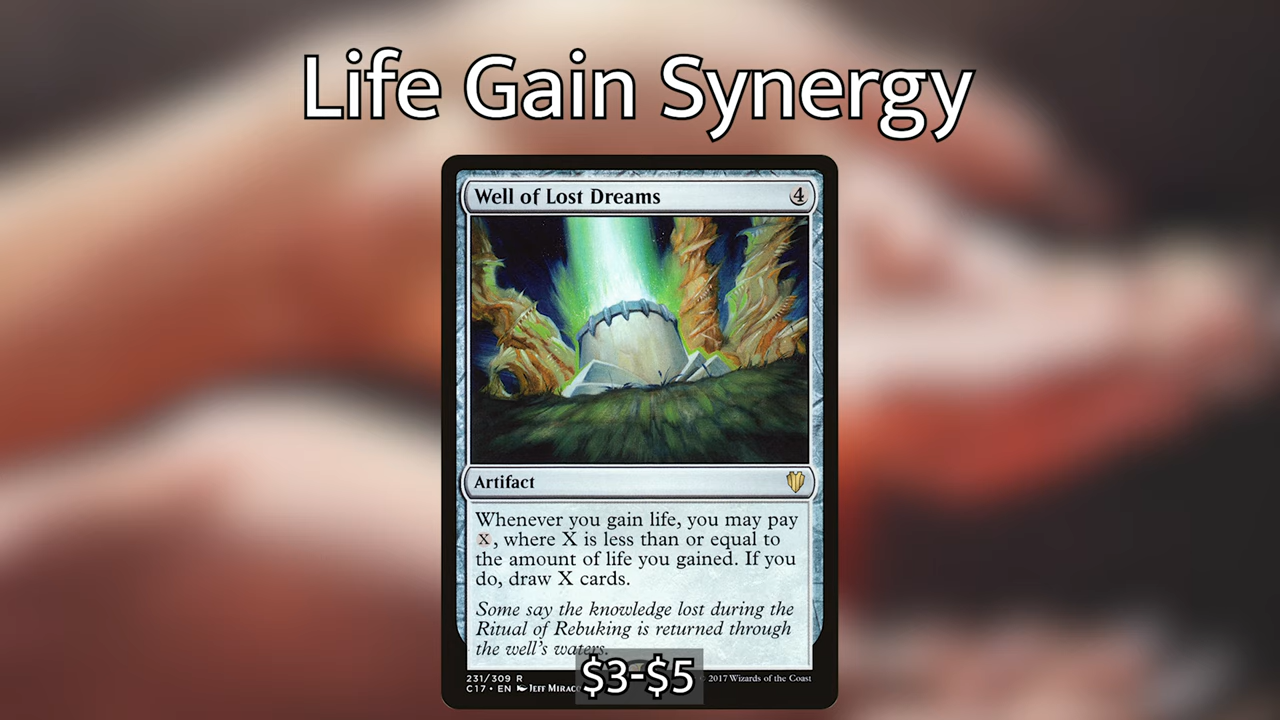 Life Gain Synergy
Well of Lost Dreams 4
Artifact
Whenever you gain life, you may pay
X, where X is less than or equal to
the amount of life you gained. If you
do, draw X cards.
Some say the knowledge lost during the
Ritual of Rebuking is returned through
the well's waters.
$3-$5
231/309 R
C17 • EN Jeff Mirac
2017 Wizards of the Coast